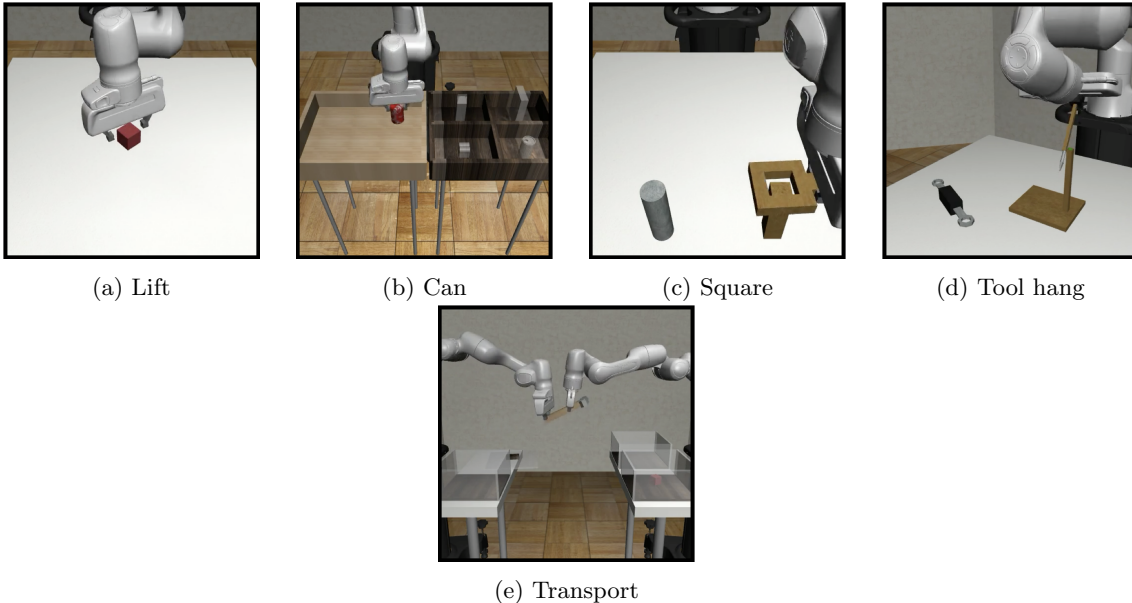 (a) Lift
(b) Can
(c) Square
(d) Tool hang
(e) Transport